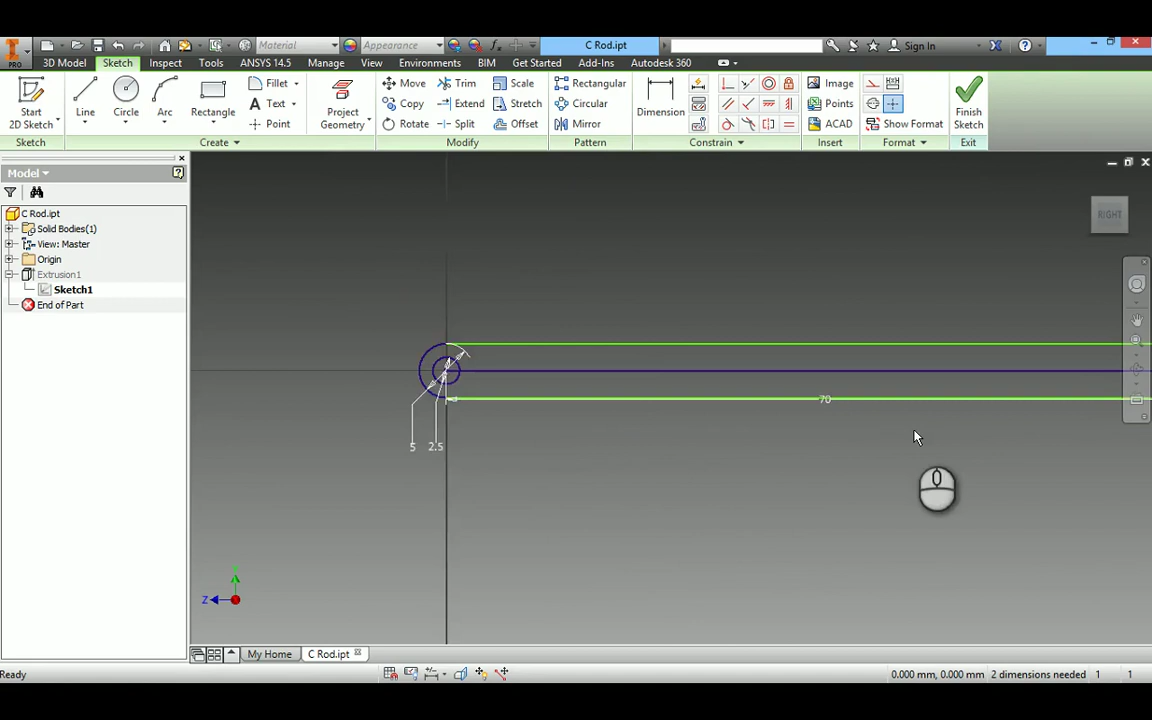 Material
Appearance
C Rod.ipt
Sign In
PRO
3D Model
Sketch
Inspect
Tools
ANSYS 14.5
Manage
View
Environments
BIM
Get Started
Add-Ins
Autodesk 360
Start
2D Sketch
Line
Circle
Arc
Rectangle
Fillet
Text
Point
Project
Geometry
Move
Copy
Rotate
Trim
Extend
Split
Scale
Stretch
Offset
Rectangular
Circular
Mirror
Dimension
Image
Points
ACAD
Show Format
Finish
Sketch
Sketch
Create
Modify
Pattern
Constrain
Insert
Format
Exit
Model
C Rod.ipt
Solid Bodies(1)
View: Master
Origin
Extrusion1
Sketch1
End of Part
RIGHT
70
5
2.5
Z
My Home
C Rod.ipt
Ready
0.000 mm, 0.000 mm
2 dimensions needed
1
1